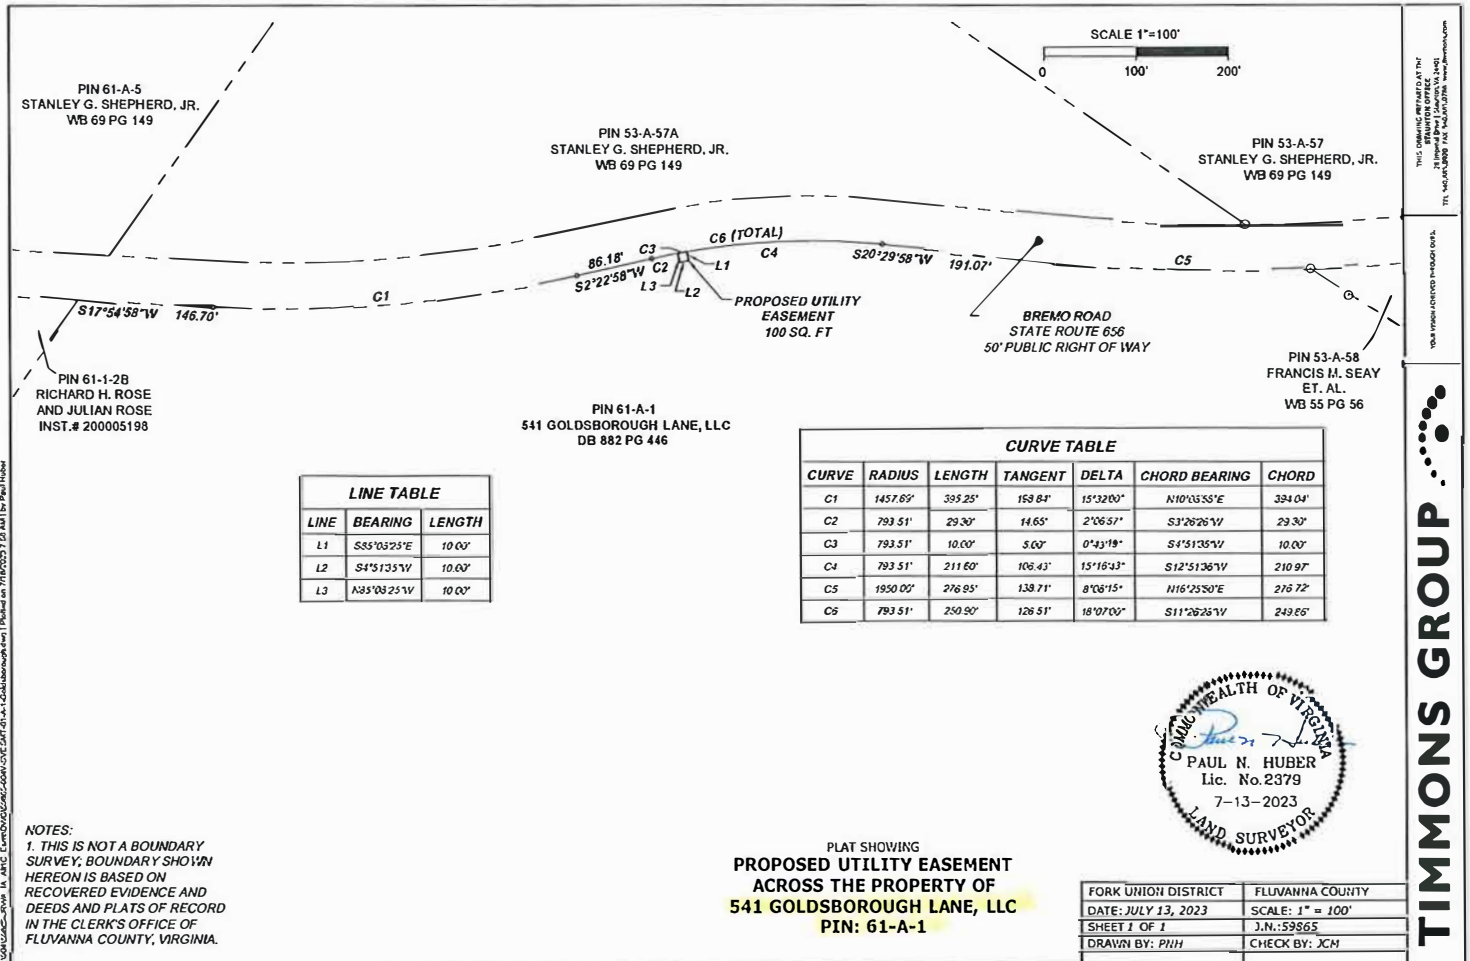 SCALE 1"=100'
0 100' 200'
PIN 61-A-5
STANLEY G. SHEPHERD, JR.
WB 69 PG 149
PIN 53-A-57A
STANLEY G. SHEPHERD, JR.
WB 69 PG 149
PIN 53-A-57
STANLEY G. SHEPHERD, JR.
WB 69 PG 149
C6 (TOTAL)
C3
86.18'
C2
C4
L1
S20°29'58"W
191.07'
C5
S2°22'58"W
L3
L2
C1
S17°54'58"W 146.70'
PROPOSED UTILITY
EASEMENT
100 SQ. FT
BREMO ROAD
STATE ROUTE 656
50' PUBLIC RIGHT OF WAY
PIN 53-A-58
FRANCIS M. SEAY
ET. AL.
WB 55 PG 56
PIN 61-1-2B
RICHARD H. ROSE
AND JULIAN ROSE
INST.# 200005198
PIN 61-A-1
541 GOLDSBOROUGH LANE, LLC
DB 882 PG 446
LINE TABLE
LINE BEARING LENGTH
L1 S85°08'25"E 10.00'
L2 S4°51'35"W 10.00'
L3 N85°08'25"W 10.00'
CURVE TABLE
CURVE RADIUS LENGTH TANGENT DELTA CHORD BEARING CHORD
C1 395.25' 15°32'00" 394.04'
C2 793.51' 29.30' 14.65' 2°06'57" S3°26'26"W 29.30'
C3 793.51' 10.00' 5.00' 0°43'19" S4°51'35"W 10.00'
C4 793.51' 211.60' 106.43' 15°16'43" S12°51'36"W 210.97'
C5 1950.00' 276.95' 138.71' 8°08'15" N16°25'50"E 276.72'
C6 793.51' 250.90' 126.51' 18°07'00" 249.86'
COMMONWEALTH OF VIRGINIA
PAUL N. HUBER
Lic. No. 2379
7-13-2023
LAND SURVEYOR
NOTES:
1. THIS IS NOT A BOUNDARY
SURVEY; BOUNDARY SHOWN
HEREON IS BASED ON
RECOVERED EVIDENCE AND
DEEDS AND PLATS OF RECORD
IN THE CLERK'S OFFICE OF
FLUVANNA COUNTY, VIRGINIA.
PLAT SHOWING
PROPOSED UTILITY EASEMENT
ACROSS THE PROPERTY OF
541 GOLDSBOROUGH LANE, LLC
PIN: 61-A-1
FORK UNION DISTRICT FLUVANNA COUNTY
DATE: JULY 13, 2023 SCALE: 1" = 100'
SHEET 1 OF 1 J.N.:59865
DRAWN BY: PNH CHECK BY: JCM
THIS DRAWING PREPARED AT THE
STAUNTON OFFICE
YOUR VISION ACHIEVED THROUGH OURS.
TIMMONS GROUP